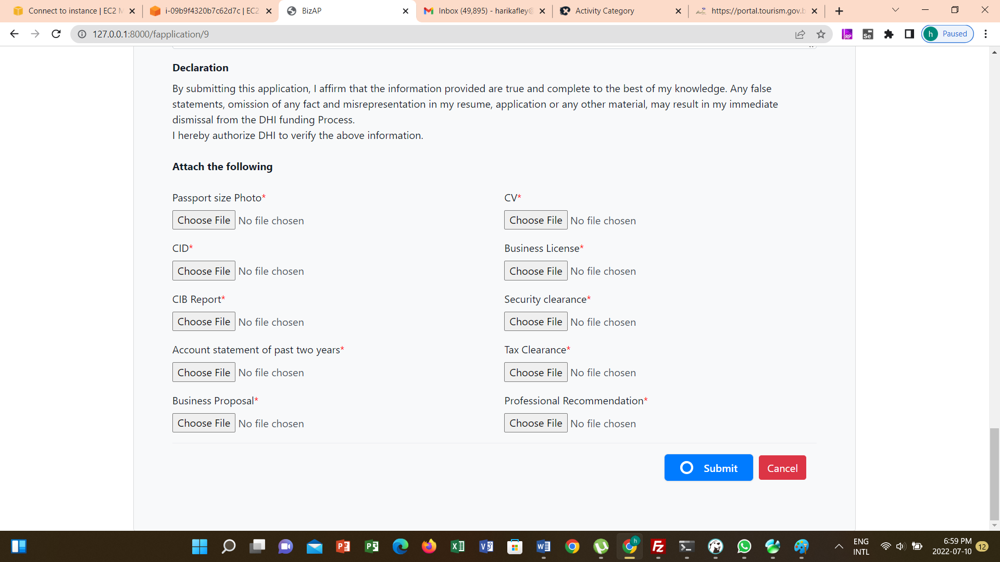 Connect to instance | EC2 M
i-09b9f4320b7c62d7c | EC2
BizAP
Inbox (49,895) - harikafley@
Activity Category
https://portal.tourism.gov.b
127.0.0.1:8000/fapplication/9
RP
Se
h
Paused
Declaration
By submitting this application, I affirm that the information provided are true and complete to the best of my knowledge. Any false
statements, omission of any fact and misrepresentation in my resume, application or any other material, may result in my immediate
dismissal from the DHI funding Process.
I hereby authorize DHI to verify the above information.
Attach the following
Passport size Photo*
CV*
Choose File No file chosen
Choose File No file chosen
CID*
Business License*
Choose File No file chosen
Choose File No file chosen
CIB Report*
Security clearance*
Choose File No file chosen
Choose File No file chosen
Account statement of past two years*
Tax Clearance*
Choose File No file chosen
Choose File No file chosen
Business Proposal*
Professional Recommendation*
Choose File No file chosen
Choose File No file chosen
Submit
Cancel
h
ENG
INTL
6:59 PM
2022-07-10
12